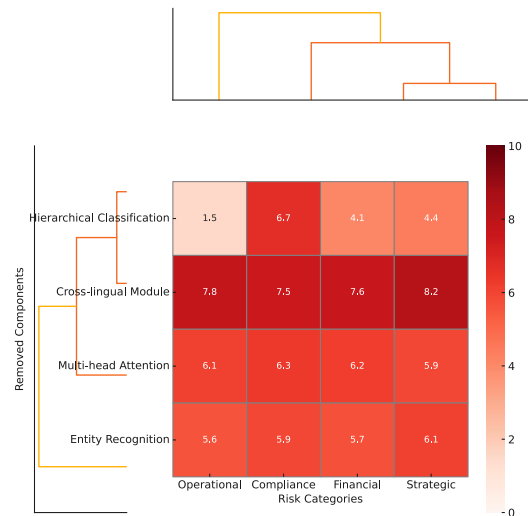 10
8
6
4
2
0
Removed Components
Hierarchical Classification 1.5 6.7 4.1 4.4
Cross-lingual Module 7.8 7.5 7.6 8.2
Multi-head Attention 6.1 6.3 6.2 5.9
Entity Recognition 5.6 5.9 5.7 6.1
Operational Compliance Financial Strategic
Risk Categories